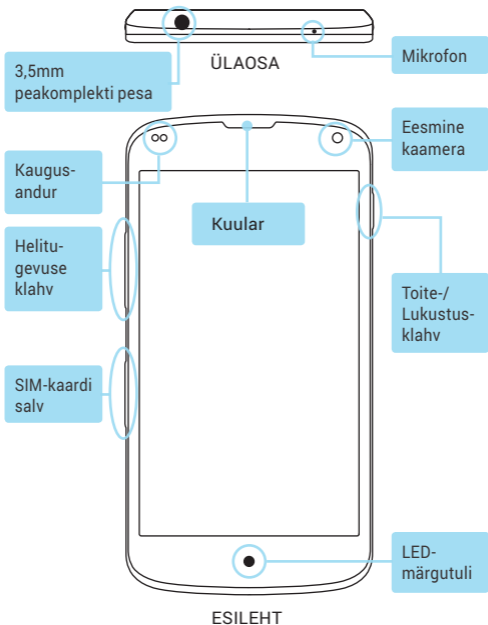 3,5mm
peakomplekti pesa
ÜLAOSA
Mikrofon
Kaugus-
andur
Eesmine
kaamera
Kuular
Helitu-
gevuse
klahv
Toite-/
Lukustus-
klahv
SIM-kaardi
salv
LED-
märgutuli
ESILEHT